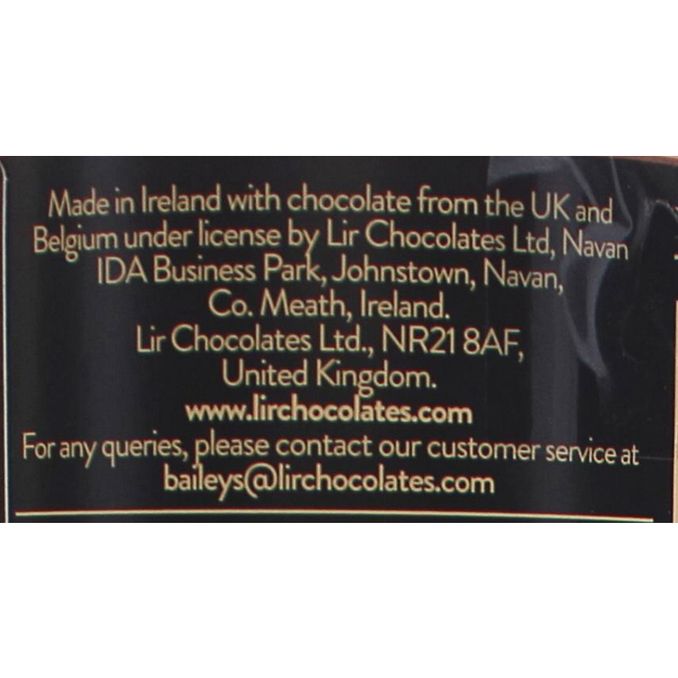 Made in Ireland with chocolate from the UK and
Belgium under license by Lir Chocolates Ltd, Navan
IDA Business Park, Johnstown, Navan,
Co. Meath, Ireland.
Lir Chocolates Ltd., NR21 8AF,
United Kingdom.
www.lirchocolates.com
For any queries, please contact our customer service at
baileys@lirchocolates.com